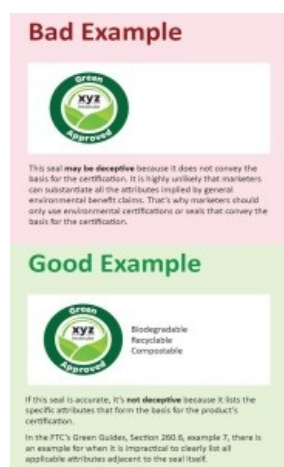 Bad Example
Green
xyz
Institute
Approved
This seal may be deceptive because it does not convey the
basis for the certification. It is highly unlikely that marketers
can substantiate all the attributes implied by general
environmental benefit claims. That's why marketers should
only use environmental certifications or seals that convey the
basis for the certification.
Good Example
Green
xyz
Institute
Approved
Biodegradable
Recyclable
Compostable
If this seal is accurate, it's not deceptive because it lists the
specific attributes that form the basis for the product's
certification.
In the FTC's Green Guides, Section 260.6, example 7, there is
an example for when it is impractical to clearly list all
applicable attributes adjacent to the seal itself.